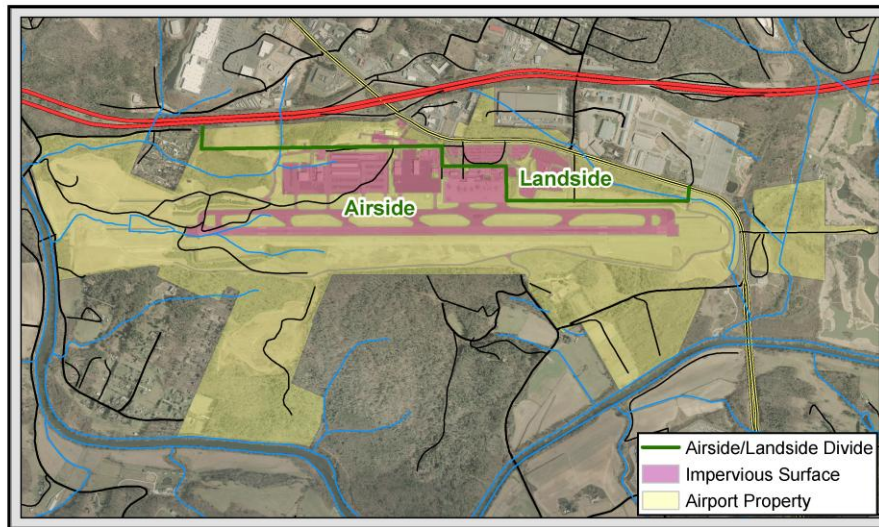 Landside
Airside
Airside/Landside Divide
Impervious Surface
Airport Property